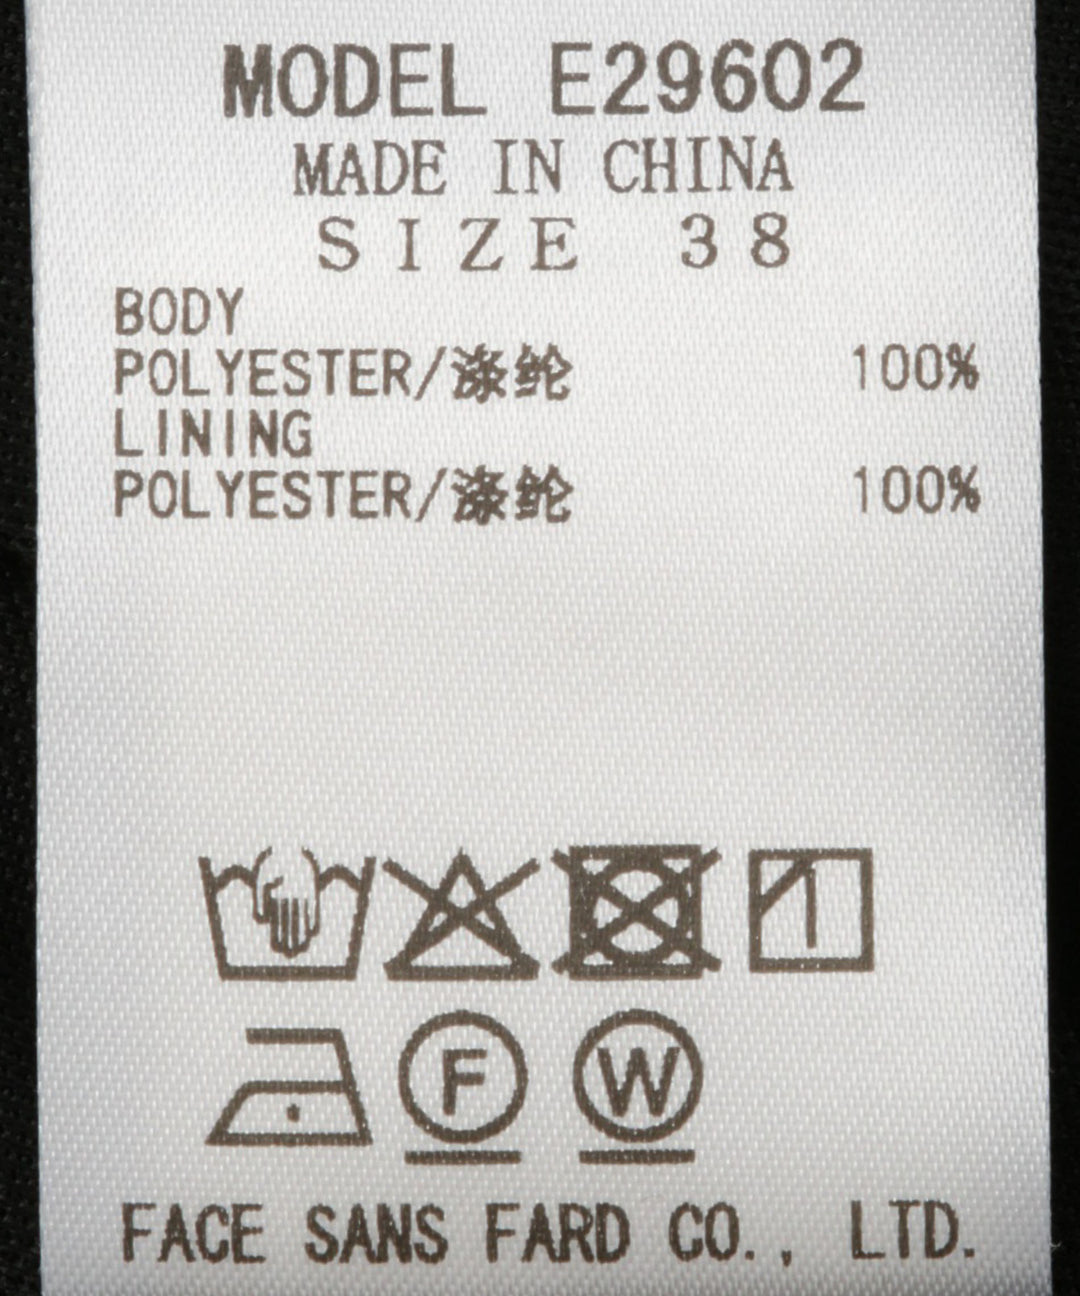 MODEL E29602
MADE IN CHINA
SIZE 38
BODY
POLYESTER/涤纶 100%
LINING
POLYESTER/涤纶 100%
F W
FACE SANS FARD CO., LTD.